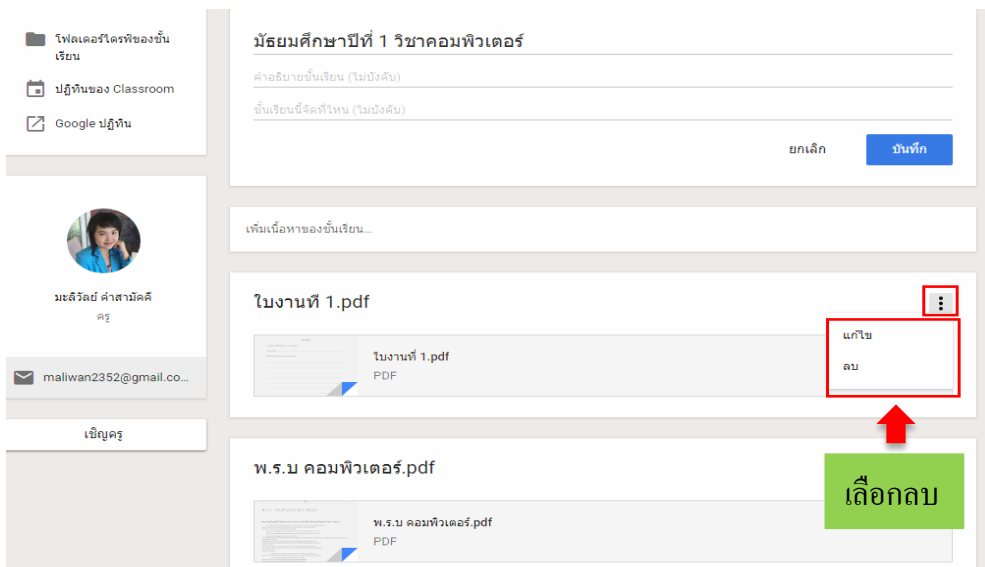 โฟลเดอร์ไดรฟ์ของชั้น
เรียน
ปฏิทินของ Classroom
Google ปฏิทิน
มะลิวัลย์ คำสามัคคี
ครู
maliwan2352@gmail.co...
เชิญครู
มัธยมศึกษาปีที่ 1 วิชาคอมพิวเตอร์
คำอธิบายชั้นเรียน (ไม่บังคับ)
ชั้นเรียนนี้จัดที่ไหน (ไม่บังคับ)
ยกเลิก
บันทึก
เพิ่มเนื้อหาของชั้นเรียน...
ใบงานที่ 1.pdf
แก้ไข
ลบ
ใบงานที่ 1.pdf
PDF
เลือกลบ
พ.ร.บ คอมพิวเตอร์.pdf
พ.ร.บ คอมพิวเตอร์.pdf
PDF